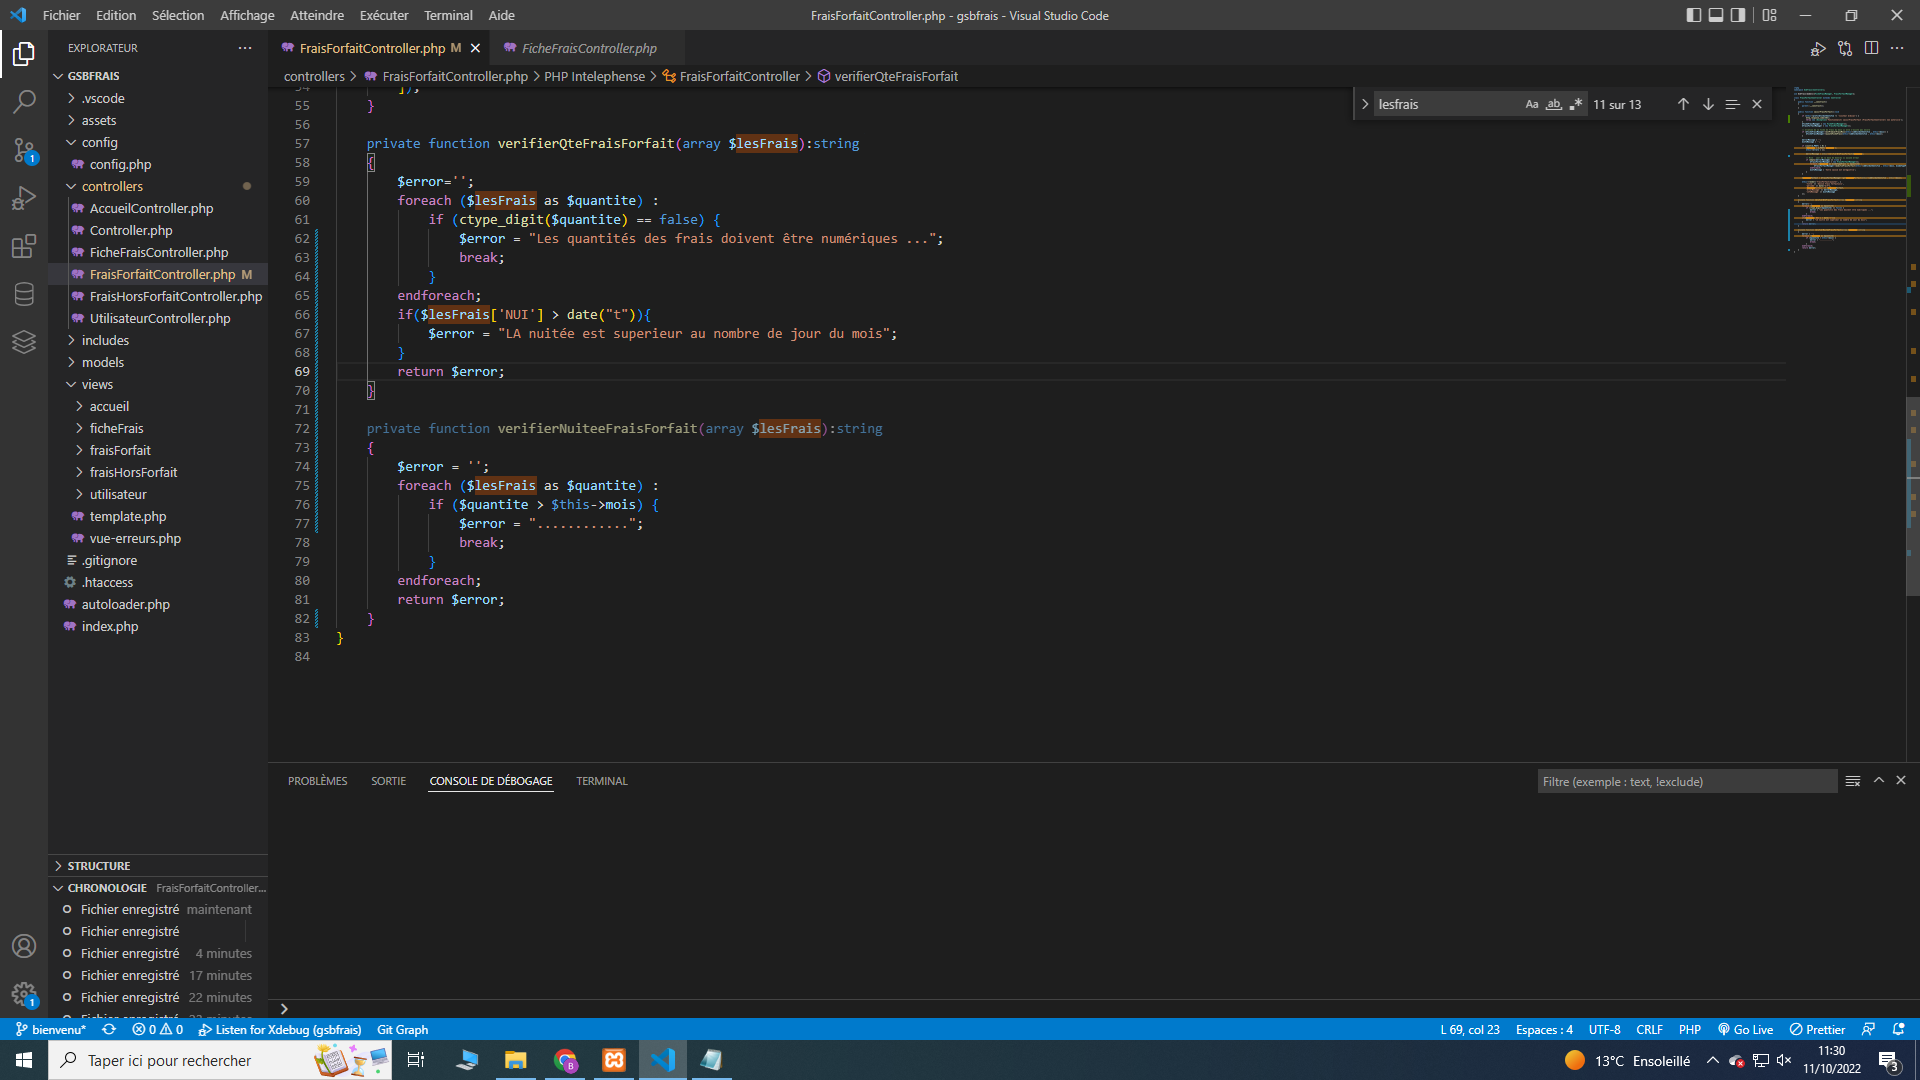 Fichier Edition Sélection Affichage Atteindre Exécuter Terminal Aide
FraisForfaitController.php - gsbfrais - Visual Studio Code
EXPLORATEUR
FraisForfaitController.php M
FicheFraisController.php
controllers > FraisForfaitController.php > PHP Intelephense > FraisForfaitController > verifierQteFraisForfait
lesfrais
Aa ab
11 sur 13
GSBFRAIS
.vscode
assets
config
config.php
controllers
AccueilController.php
Controller.php
FicheFraisController.php
FraisForfaitController.php M
FraisHorsForfaitController.php
UtilisateurController.php
includes
models
views
accueil
ficheFrais
fraisForfait
fraisHorsForfait
utilisateur
template.php
vue-erreurs.php
.gitignore
.htaccess
autoloader.php
index.php
54 ]);
55 }
56
57 private function verifierQteFraisForfait(array $lesFrais):string
58 {
59 $error='';
60 foreach ($lesFrais as $quantite) :
61 if (ctype_digit($quantite) == false) {
62 $error = "Les quantités des frais doivent être numériques ...";
63 break;
64 }
65 endforeach;
66 if($lesFrais['NUI'] > date("t")){
67 $error = "LA nuitée est superieur au nombre de jour du mois";
68 }
69 return $error;
70 }
71
72 private function verifierNuiteeFraisForfait(array $lesFrais):string
73 {
74 $error = '';
75 foreach ($lesFrais as $quantite) :
76 if ($quantite > $this->mois) {
77 $error = "............";
78 break;
79 }
80 endforeach;
81 return $error;
82 }
83 }
84
PROBLÈMES SORTIE CONSOLE DE DÉBOGAGE TERMINAL
Filtre (exemple : text, !exclude)
STRUCTURE
CHRONOLOGIE FraisForfaitController...
Fichier enregistré maintenant
Fichier enregistré
Fichier enregistré 4 minutes
Fichier enregistré 17 minutes
Fichier enregistré 22 minutes
1
1
bienvenu* 0 0 Listen for Xdebug (gsbfrais) Git Graph
L 69, col 23 Espaces : 4 UTF-8 CRLF PHP Go Live Prettier
Taper ici pour rechercher
13°C Ensoleillé
11:30
11/10/2022
3